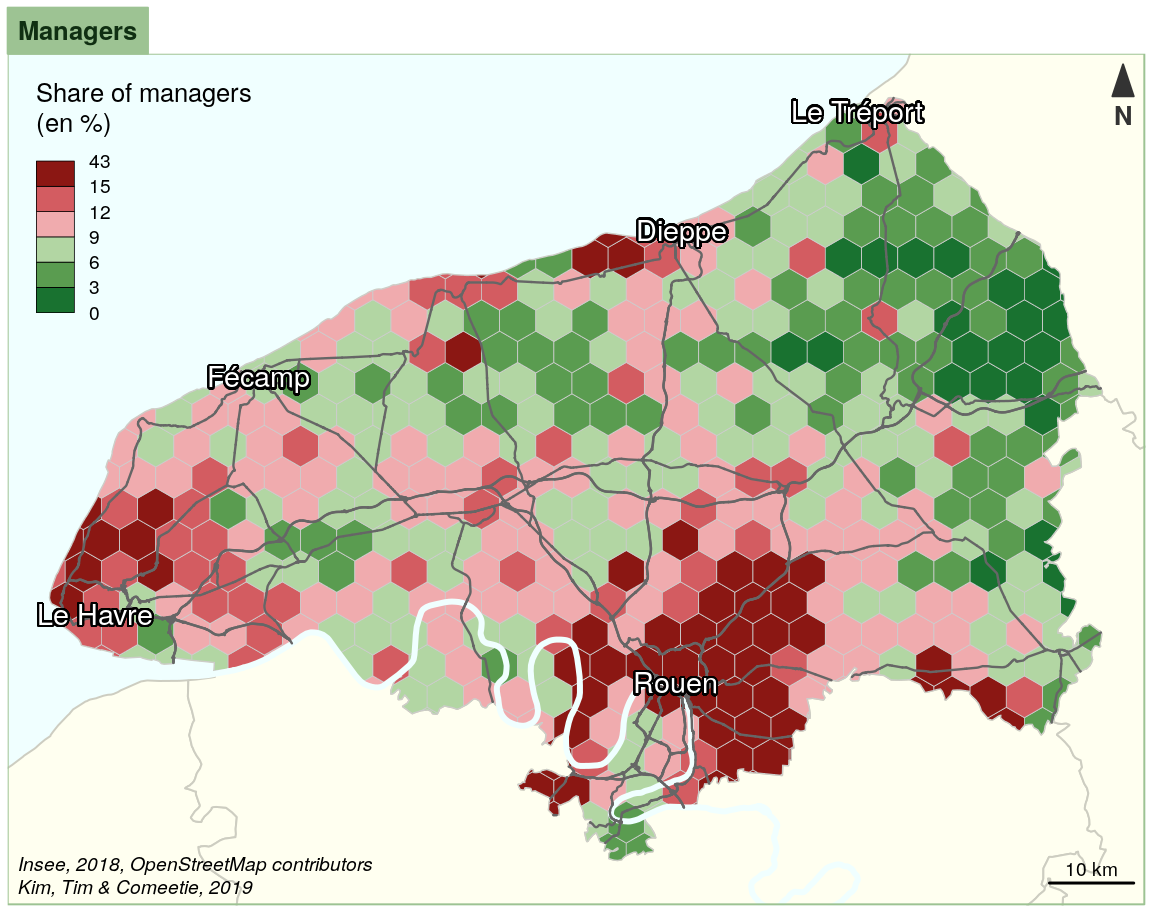 Managers
Share of managers
(en %)
43
15
12
9
6
3
0
N
Le Tréport
Dieppe
Fécamp
Le Havre
Rouen
Insee, 2018, OpenStreetMap contributors
Kim, Tim & Comeetie, 2019
10 km